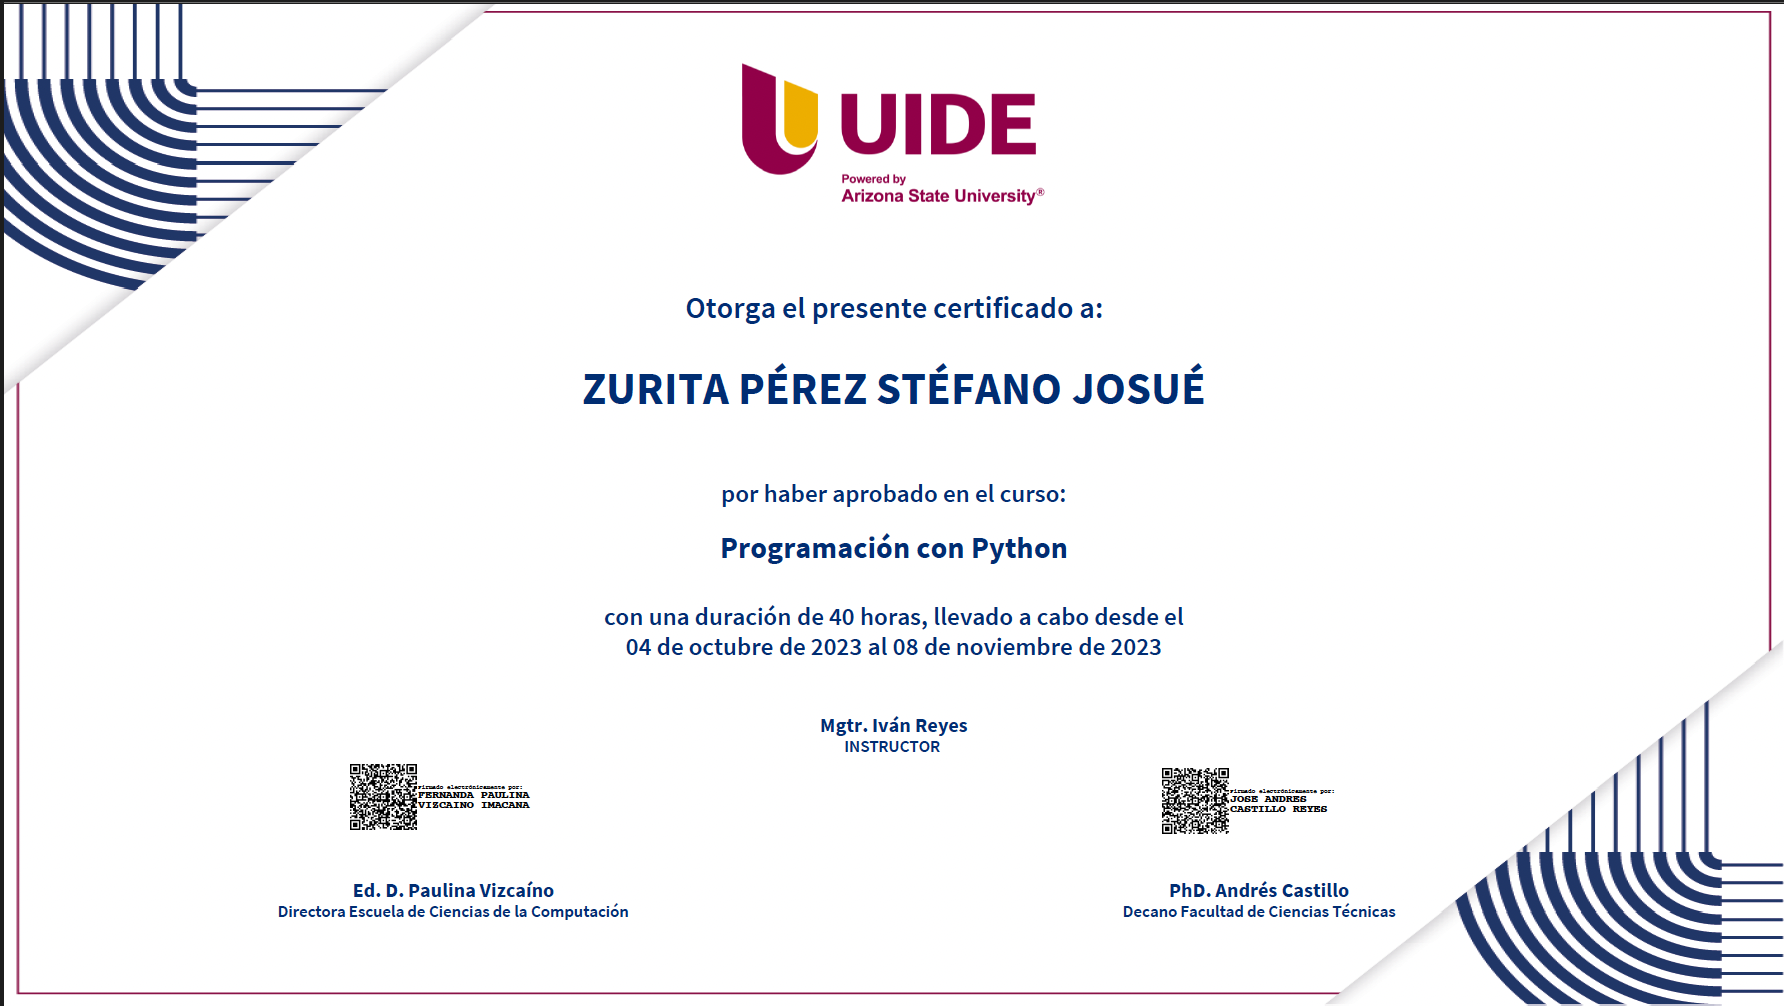 UIDE
Powered by
Arizona State University®
Otorga el presente certificado a:
ZURITA PÉREZ STÉFANO JOSUÉ
por haber aprobado en el curso:
Programación con Python
con una duración de 40 horas, llevado a cabo desde el
04 de octubre de 2023 al 08 de noviembre de 2023
Mgtr. Iván Reyes
INSTRUCTOR
Firmado electrónicamente por:
FERNANDA PAULINA
VIZCAINO IMACANA
Firmado electrónicamente por:
JOSE ANDRES
CASTILLO REYES
Ed. D. Paulina Vizcaíno
Directora Escuela de Ciencias de la Computación
PhD. Andrés Castillo
Decano Facultad de Ciencias Técnicas